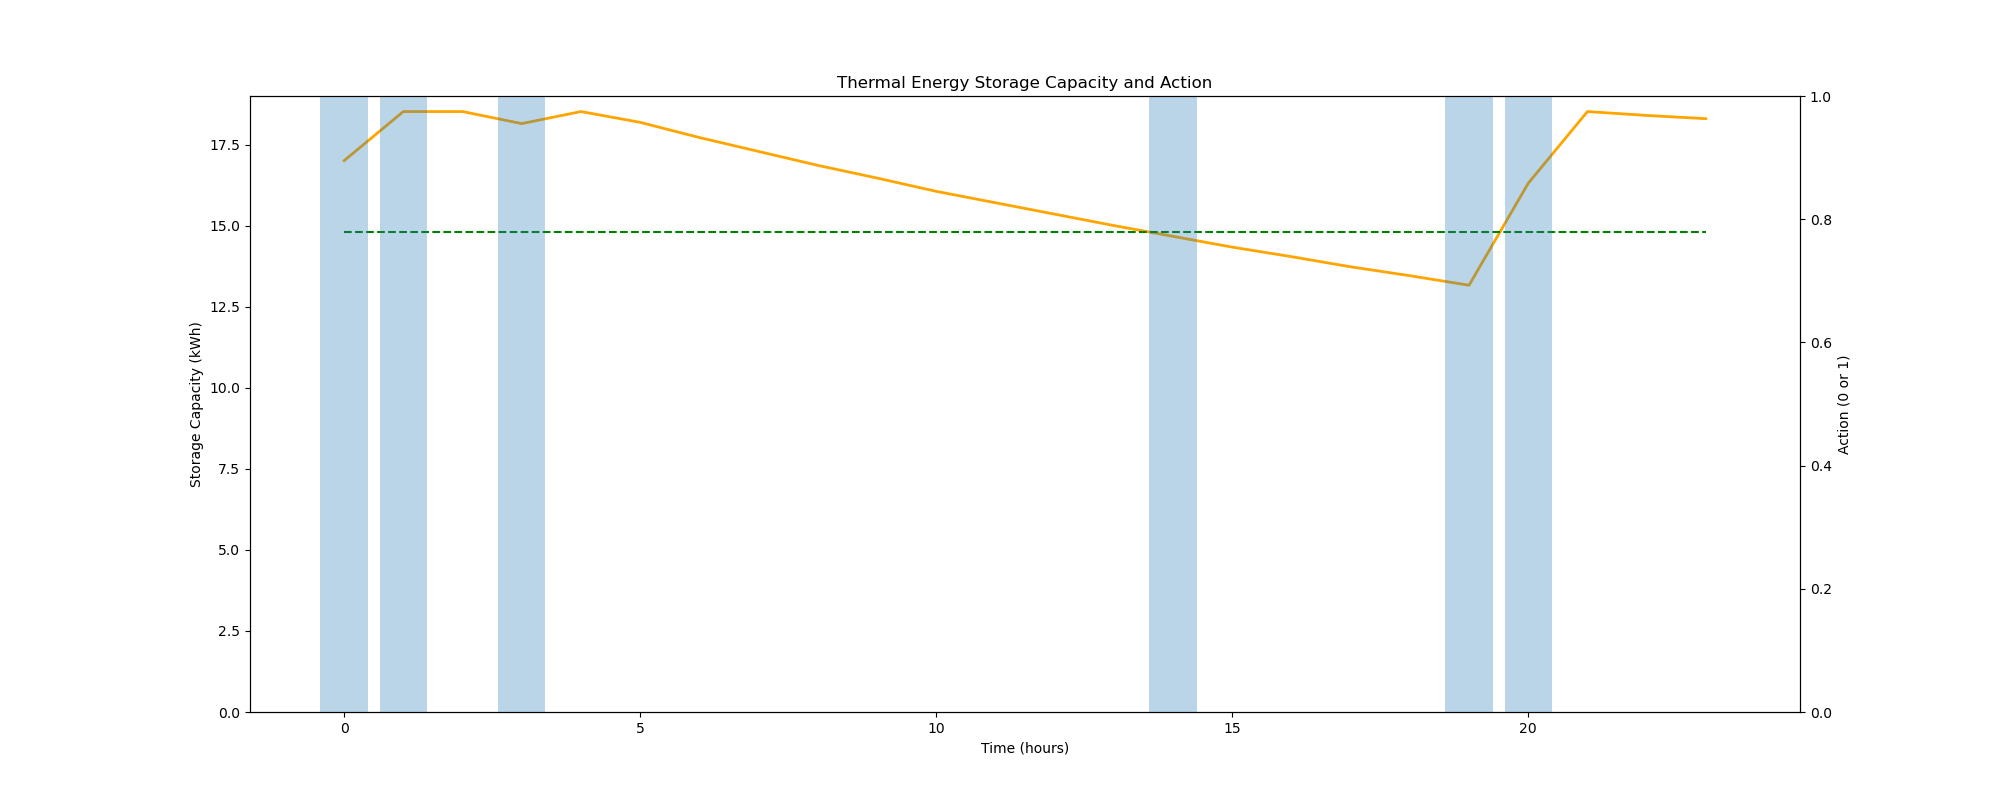 Thermal Energy Storage Capacity and Action
Storage Capacity (kWh)
17.5
15.0
12.5
10.0
7.5
5.0
2.5
0.0
1.0
0.8
0.6
0.4
0.2
0.0
Action (0 or 1)
0 5 10 15 20
Time (hours)